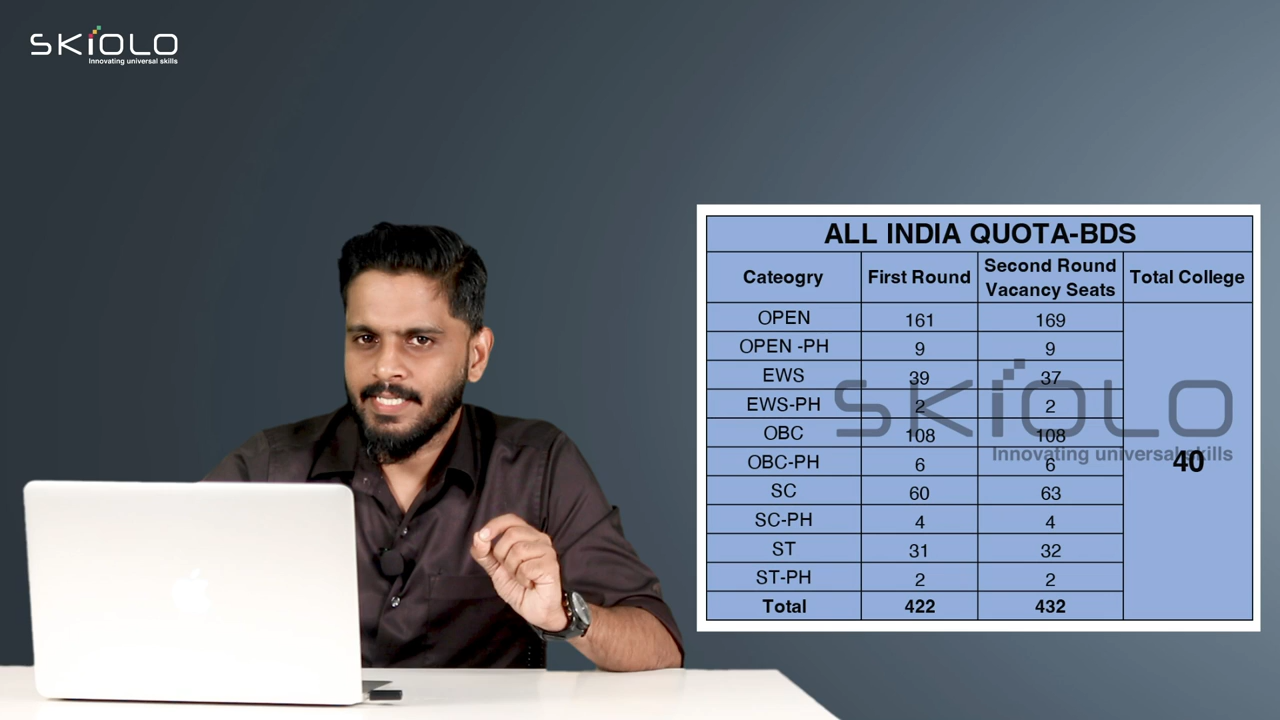 SKiOLO
Innovating universal skills
ALL INDIA QUOTA-BDS
Cateogry First Round Second Round Vacancy Seats Total College
OPEN 161 169
OPEN -PH 9 9
EWS 39 37
EWS-PH 2 2
OBC 108 108
OBC-PH 6 6
SC 60 63
SC-PH 4 4
ST 31 32
ST-PH 2 2
Total 422 432
40
SKiOLO
Innovating universal skills